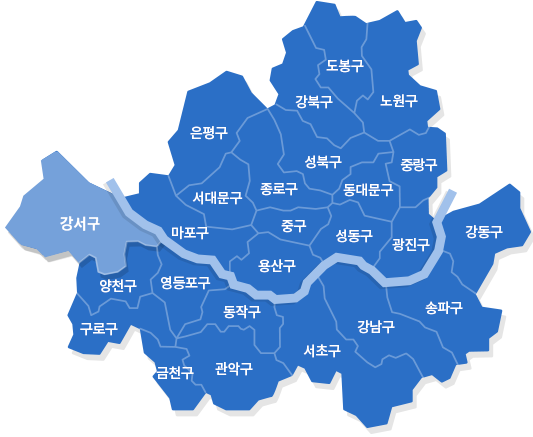 도봉구
강북구
노원구
은평구
성북구
중랑구
서대문구
종로구
동대문구
강서구
마포구
중구
성동구
광진구
강동구
용산구
양천구
영등포구
동작구
송파구
구로구
강남구
서초구
금천구
관악구